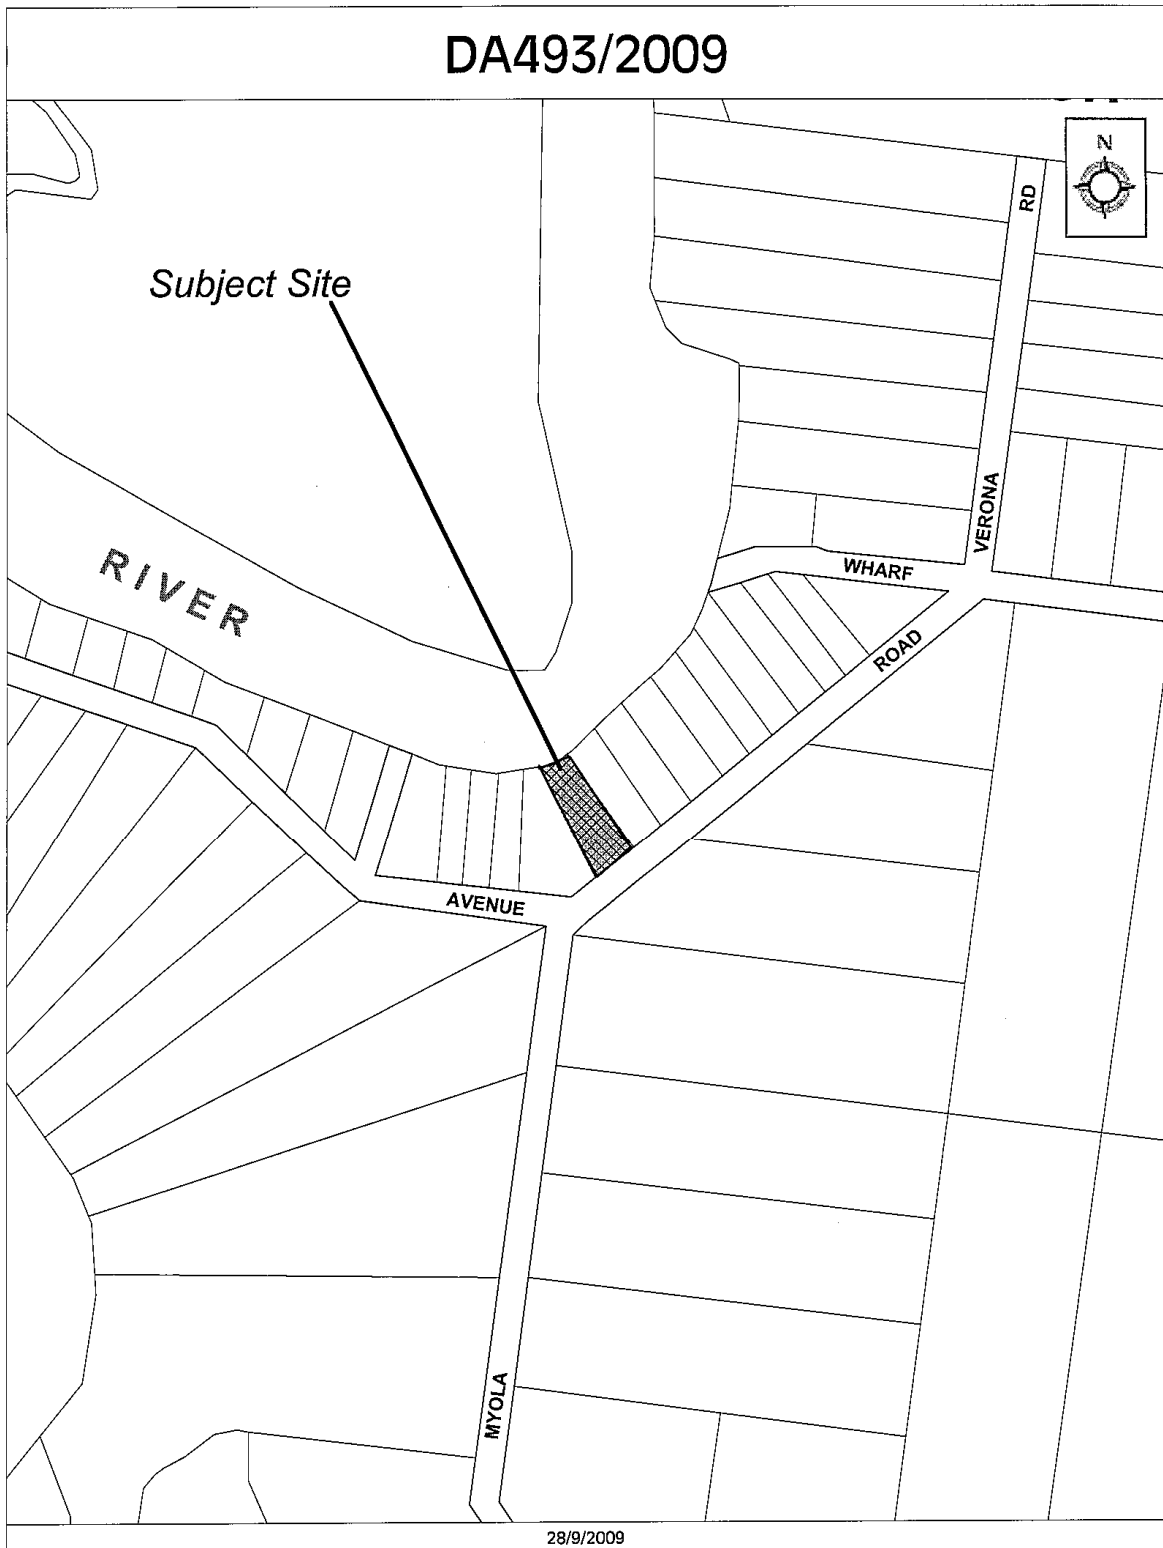 DA493/2009
N
RD
Subject Site
VERONA
RIVER
WHARF
ROAD
AVENUE
MYOLA
28/9/2009